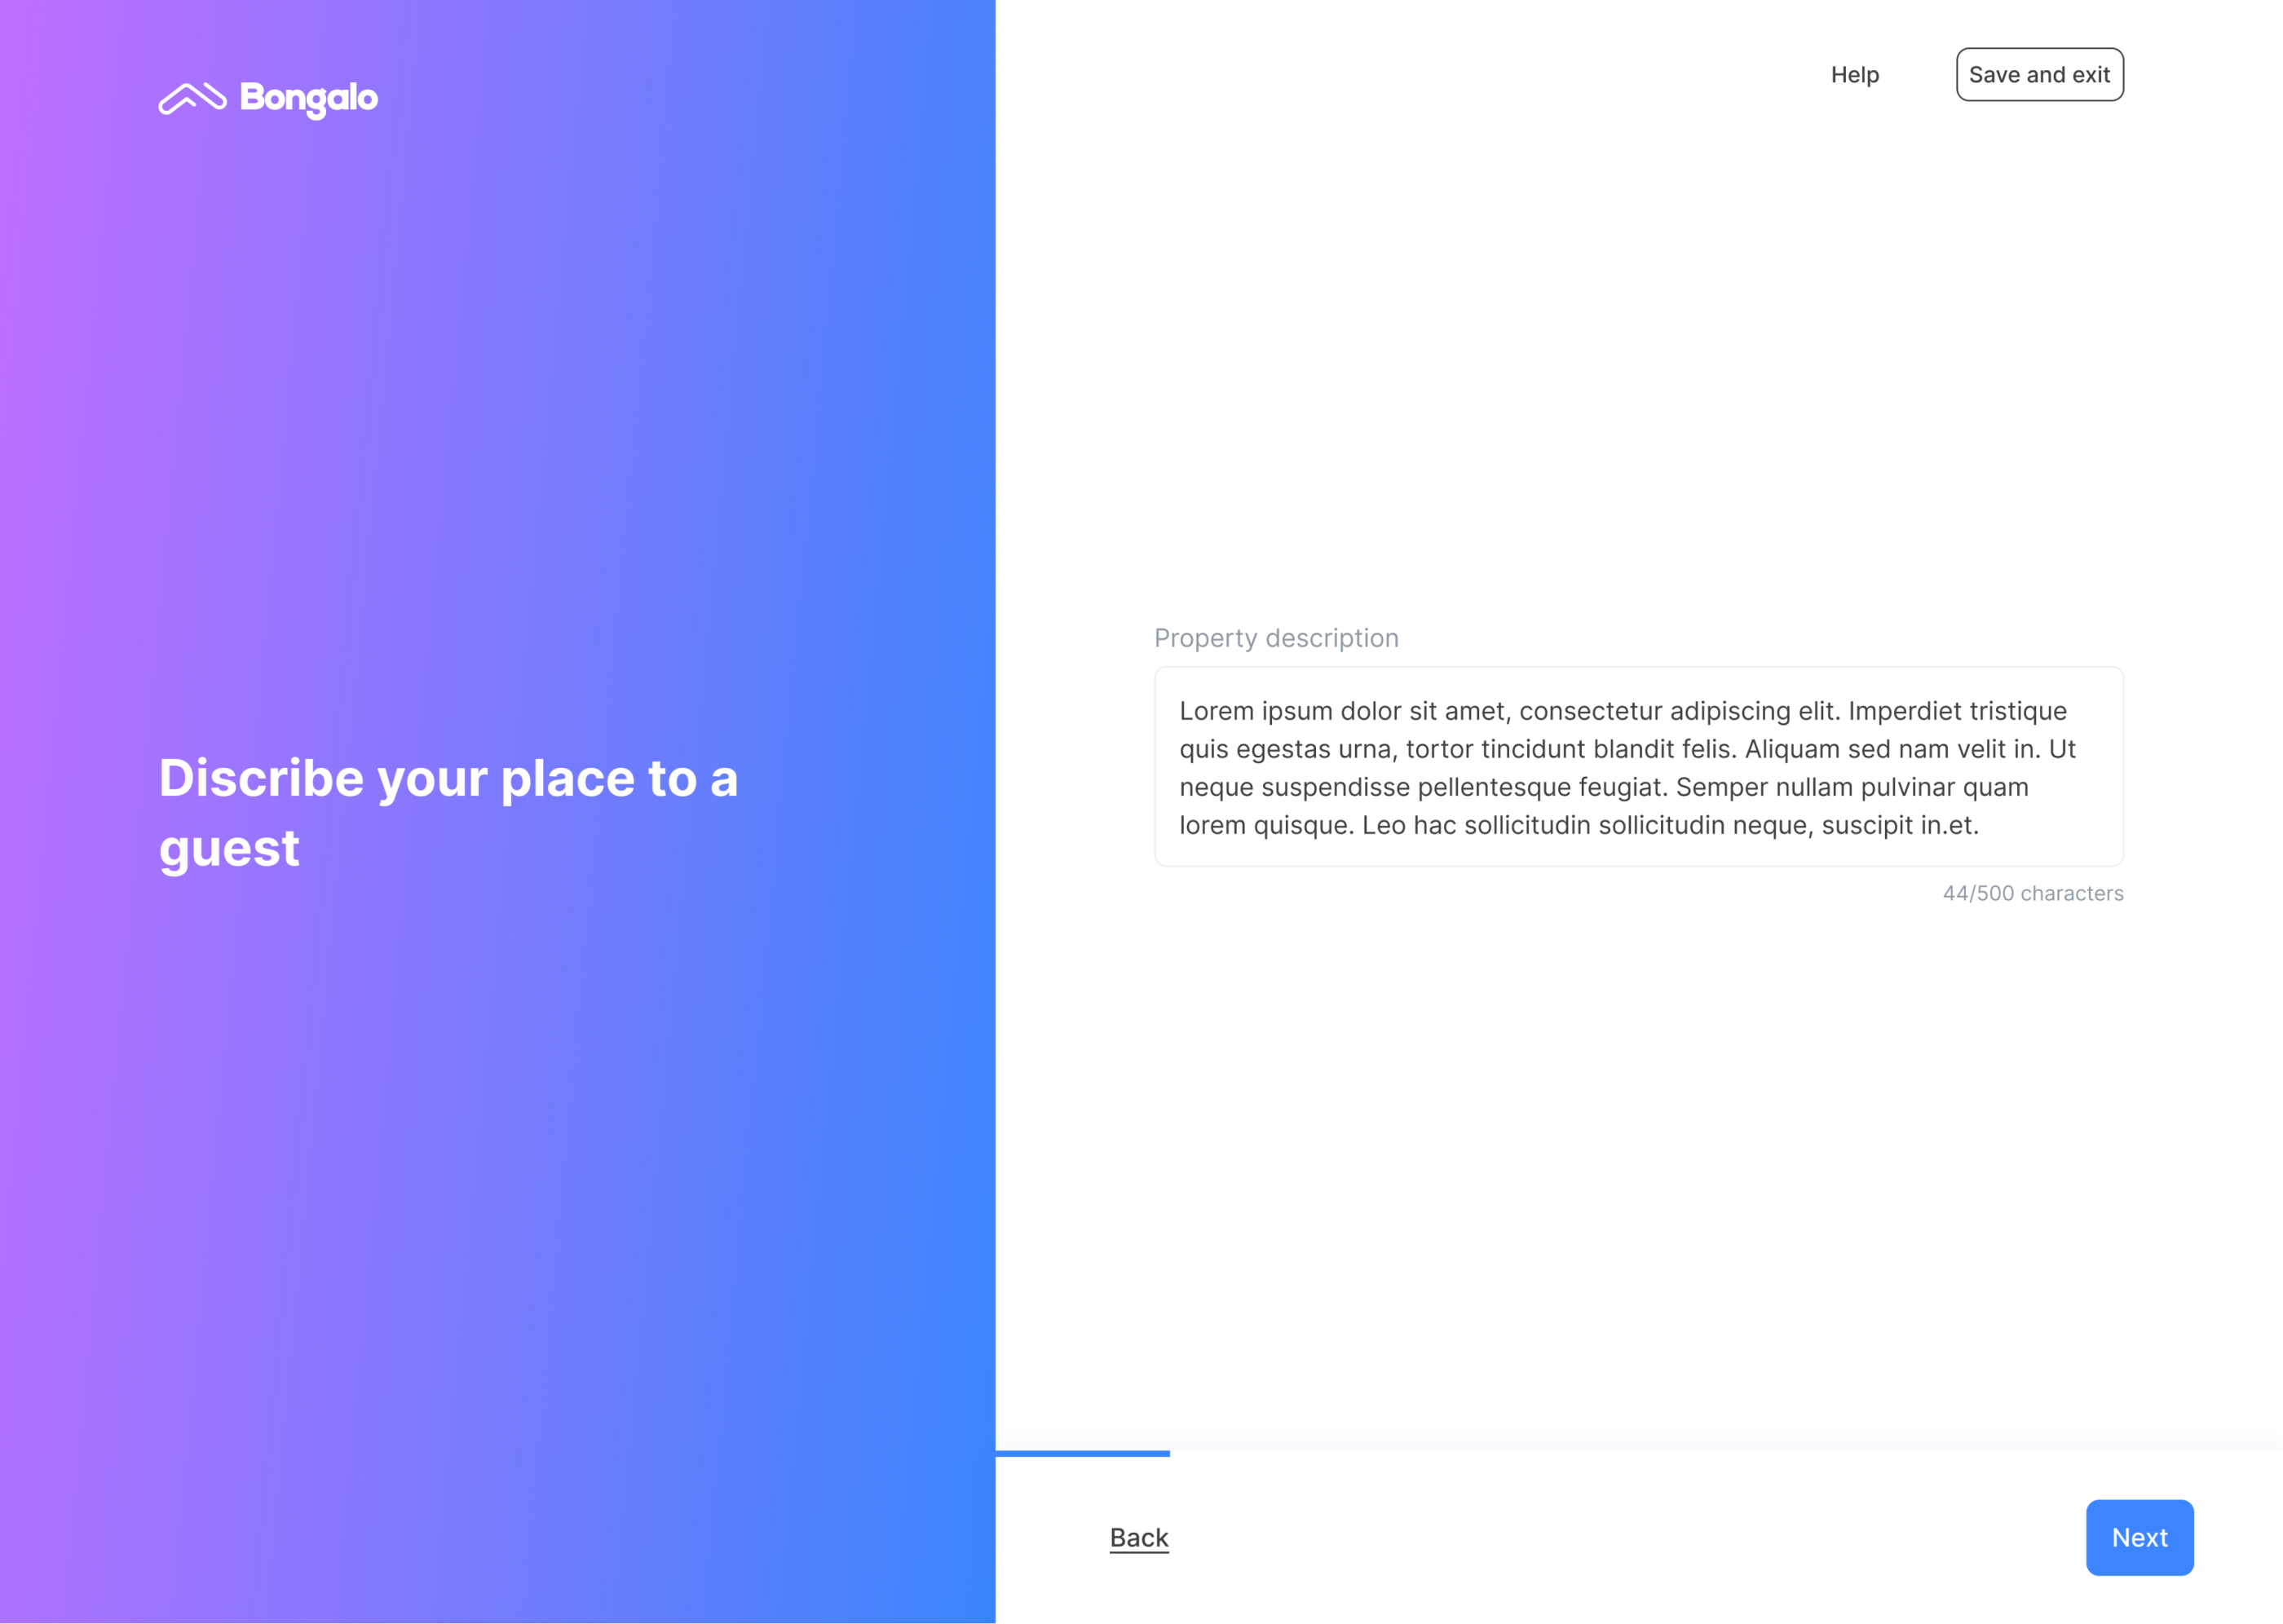 Bongalo
Help
Save and exit
Discribe your place to a
guest
Property description
Lorem ipsum dolor sit amet, consectetur adipiscing elit. Imperdiet tristique
quis egestas urna, tortor tincidunt blandit felis. Aliquam sed nam velit in. Ut
neque suspendisse pellentesque feugiat. Semper nullam pulvinar quam
lorem quisque. Leo hac sollicitudin sollicitudin neque, suscipit in.et.
44/500 characters
Back
Next